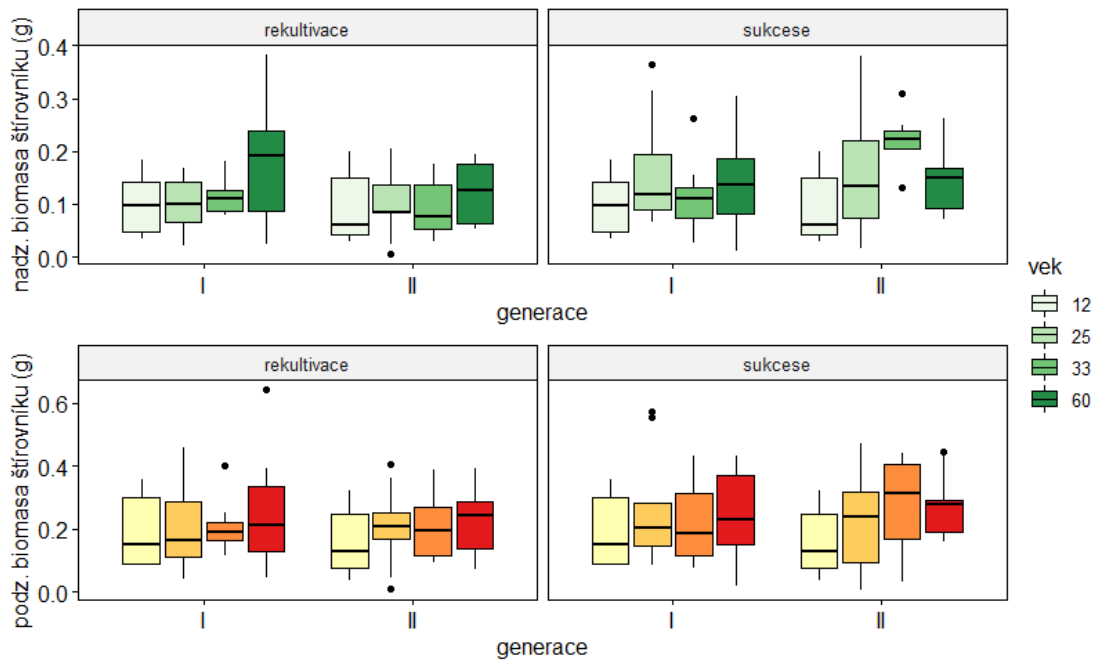 rekultivace sukcese
nadz. biomasa štírovníku (g)
0.4
0.3
0.2
0.1
0.0
I II I II
generace
vek
12
25
33
60
rekultivace sukcese
podz. biomasa štírovníku (g)
0.6
0.4
0.2
0.0
I II I II
generace